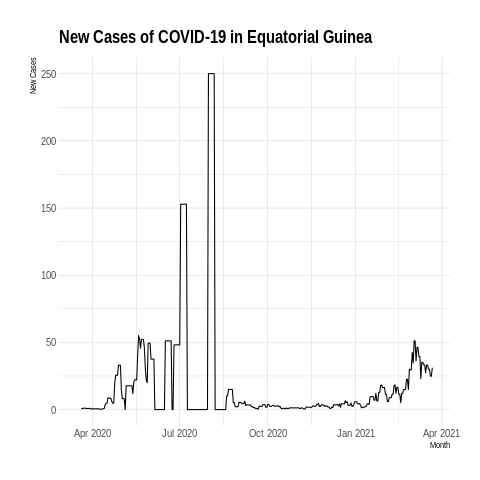 New Cases of COVID-19 in Equatorial Guinea
New Cases
250
200
150
100
50
0
Apr 2020 Jul 2020 Oct 2020 Jan 2021 Apr 2021
Month